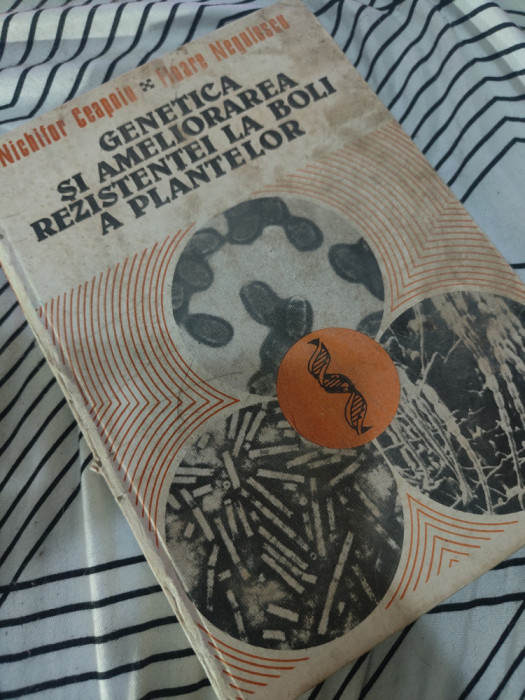 Nichifor Ceapoiu ⁘ Floare Negulescu
GENETICA
ȘI AMELIORAREA
REZISTENȚEI LA BOLI
A PLANTELOR